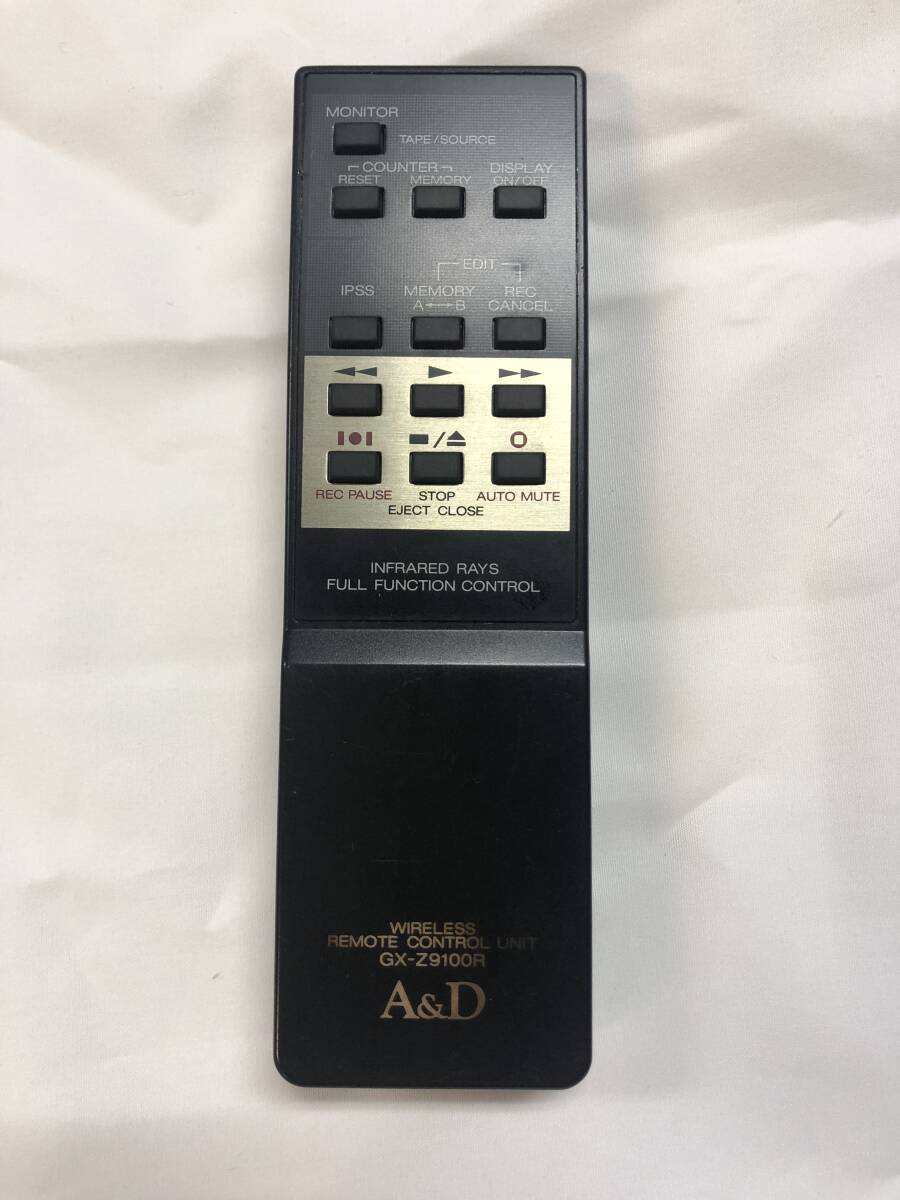 MONITOR
TAPE/SOURCE
COUNTER
RESET MEMORY
DISPLAY
ON/OFF
EDIT
IPSS
MEMORY
A↔B
REC
CANCEL
REC PAUSE
STOP
EJECT CLOSE
AUTO MUTE
INFRARED RAYS
FULL FUNCTION CONTROL
WIRELESS
REMOTE CONTROL UNIT
GX-Z9100R
A&D